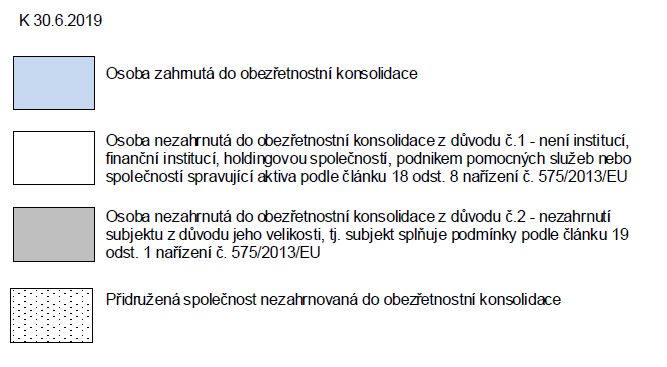 K 30.6.2019
Osoba zahrnutá do obezřetnostní konsolidace
Osoba nezahrnutá do obezřetnostní konsolidace z důvodu č.1 - není institucí,
finanční institucí, holdingovou společností, podnikem pomocných služeb nebo
společností spravující aktiva podle článku 18 odst. 8 nařízení č. 575/2013/EU
Osoba nezahrnutá do obezřetnostní konsolidace z důvodu č.2 - nezahrnutí
subjektu z důvodu jeho velikosti, tj. subjekt splňuje podmínky podle článku 19
odst. 1 nařízení č. 575/2013/EU
Přidružená společnost nezahrnovaná do obezřetnostní konsolidace